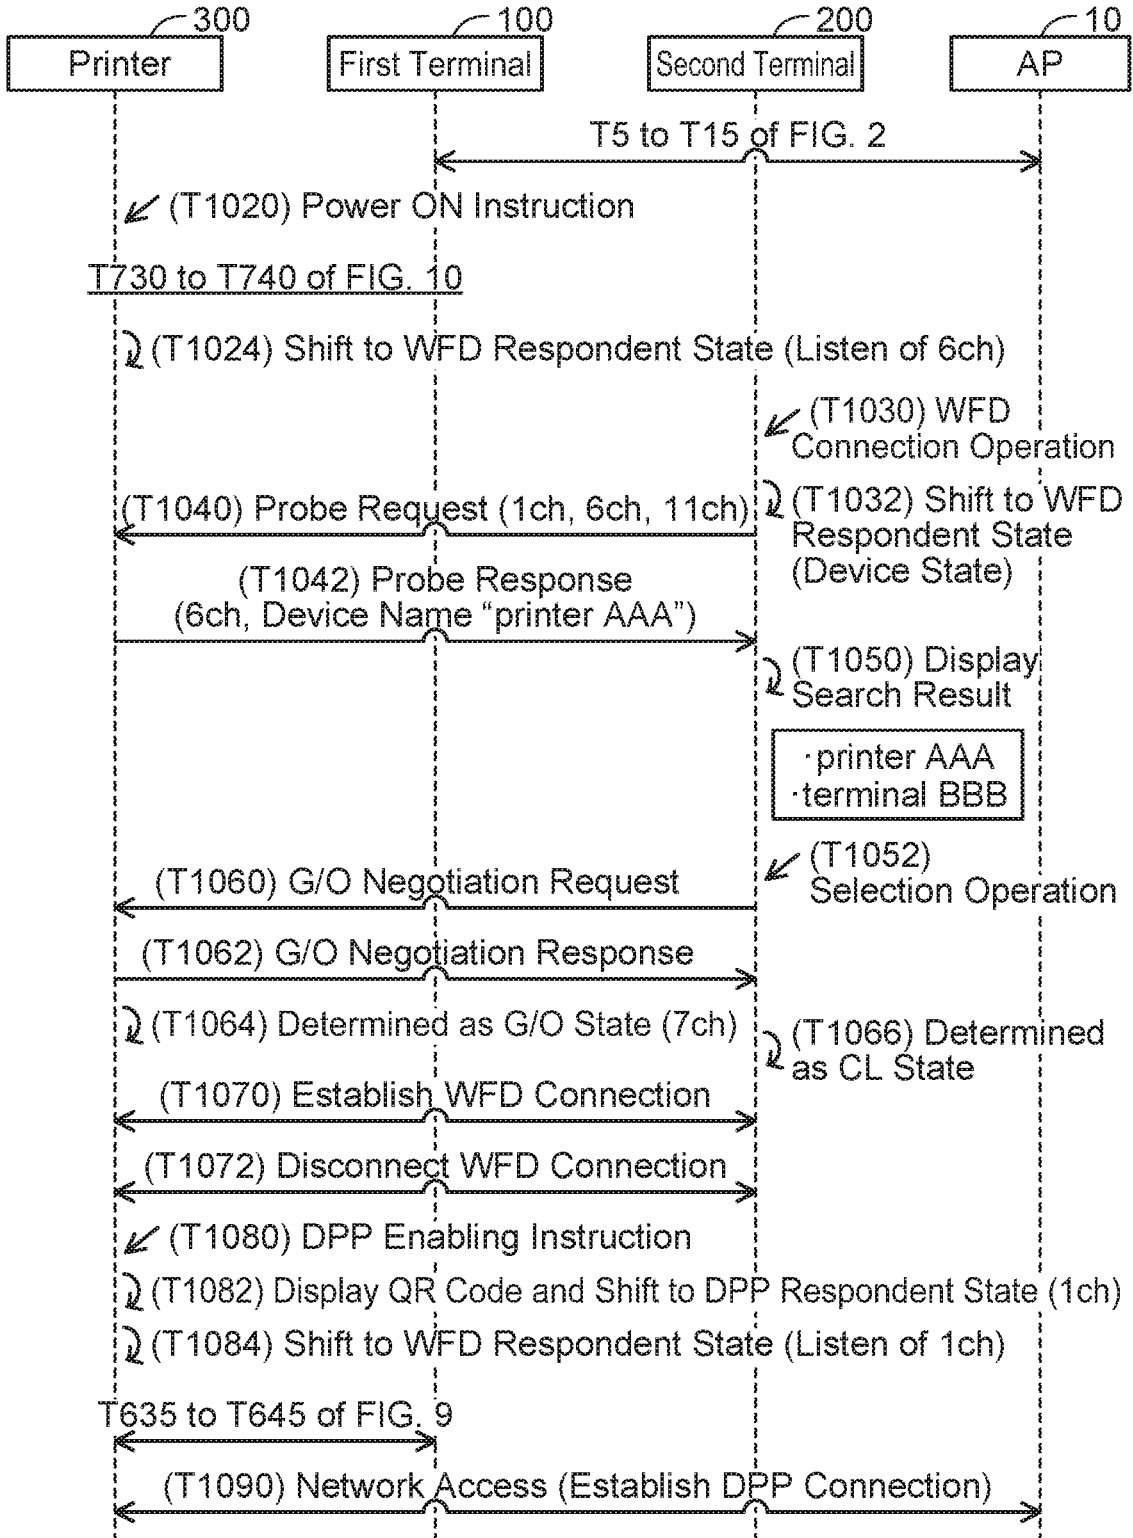 300
100
200
10
Printer
First Terminal
Second Terminal
AP
T5 to T15 of FIG. 2
(T1020) Power ON Instruction
T730 to T740 of FIG. 10
(T1024) Shift to WFD Respondent State (Listen of 6ch)
(T1030) WFD
Connection Operation
(T1032) Shift to WFD
Respondent State
(Device State)
(T1040) Probe Request (1ch, 6ch, 11ch)
(T1042) Probe Response
(6ch, Device Name “printer AAA”)
(T1050) Display
Search Result
·printer AAA
·terminal BBB
(T1052)
Selection Operation
(T1060) G/O Negotiation Request
(T1062) G/O Negotiation Response
(T1064) Determined as G/O State (7ch)
(T1066) Determined
as CL State
(T1070) Establish WFD Connection
(T1072) Disconnect WFD Connection
(T1080) DPP Enabling Instruction
(T1082) Display QR Code and Shift to DPP Respondent State (1ch)
(T1084) Shift to WFD Respondent State (Listen of 1ch)
T635 to T645 of FIG. 9
(T1090) Network Access (Establish DPP Connection)